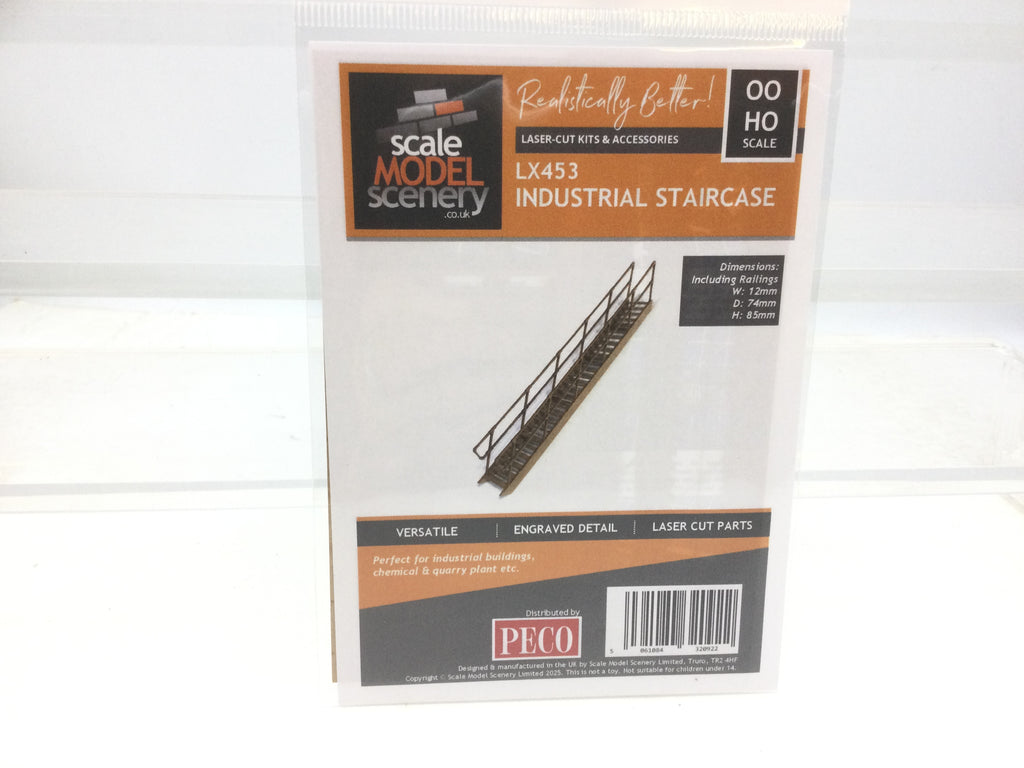 scale
MODEL
scenery
.co.uk
Realistically Better!
LASER-CUT KITS & ACCESSORIES
OO
HO
SCALE
LX453
INDUSTRIAL STAIRCASE
Dimensions:
Including Railings
W: 12mm
D: 74mm
H: 85mm
VERSATILE
ENGRAVED DETAIL
LASER CUT PARTS
Perfect for industrial buildings,
chemical & quarry plant etc.
Distributed by
PECO
5 061084 320922
Designed & manufactured in the UK by Scale Model Scenery Limited, Truro, TR2 4HF
Copyright © Scale Model Scenery Limited 2025. This is not a toy. Not suitable for children under 14.